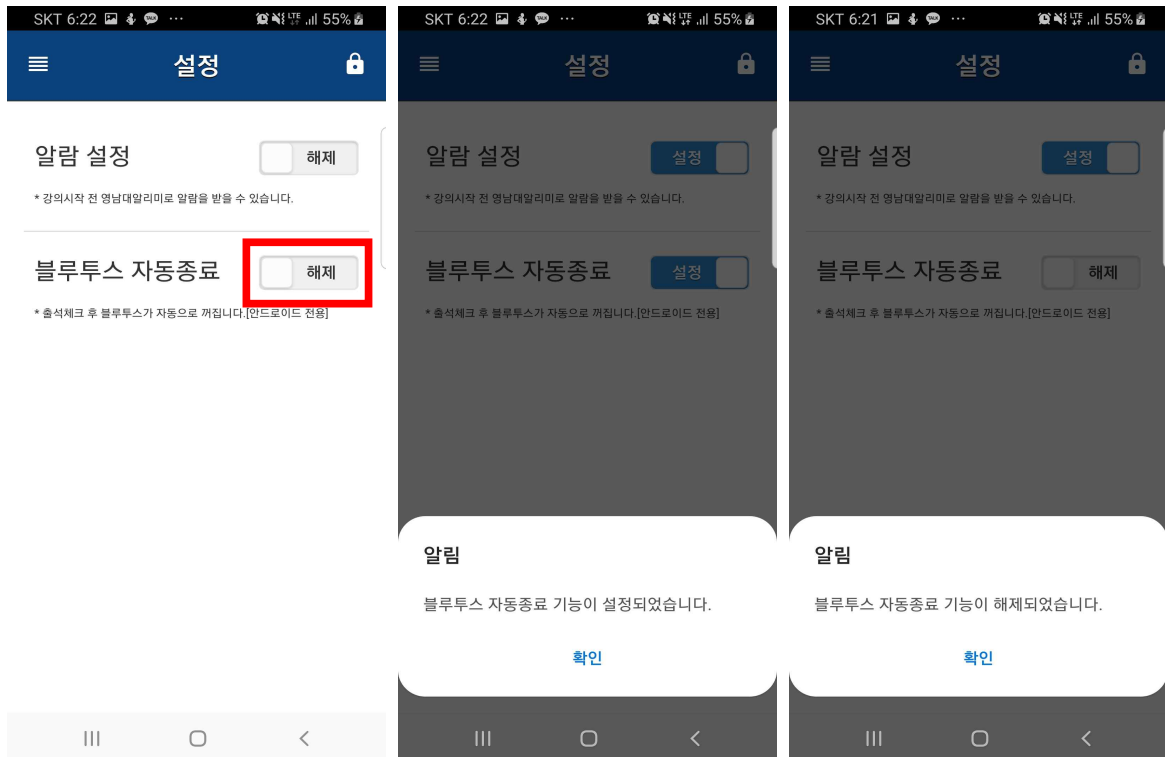 SKT 6:22 LTE 55%
설정
알람 설정
해제
* 강의시작 전 영남대알리미로 알람을 받을 수 있습니다.
블루투스 자동종료
해제
* 출석체크 후 블루투스가 자동으로 꺼집니다.[안드로이드 전용]
SKT 6:22 TALK LTE 55%
설정
알람 설정
설정
* 강의시작 전 영남대알리미로 알람을 받을 수 있습니다.
블루투스 자동종료
설정
* 출석체크 후 블루투스가 자동으로 꺼집니다.[안드로이드 전용]
알림
블루투스 자동종료 기능이 설정되었습니다.
확인
SKT 6:21 TALK LTE 55%
설정
알람 설정
설정
* 강의시작 전 영남대알리미로 알람을 받을 수 있습니다.
블루투스 자동종료
해제
* 출석체크 후 블루투스가 자동으로 꺼집니다.[안드로이드 전용]
알림
블루투스 자동종료 기능이 해제되었습니다.
확인